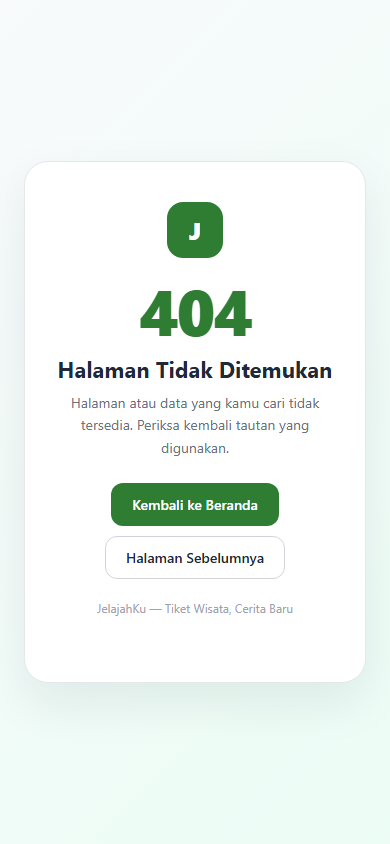 J
404
Halaman Tidak Ditemukan
Halaman atau data yang kamu cari tidak
tersedia. Periksa kembali tautan yang
digunakan.
Kembali ke Beranda
Halaman Sebelumnya
JelajahKu — Tiket Wisata, Cerita Baru